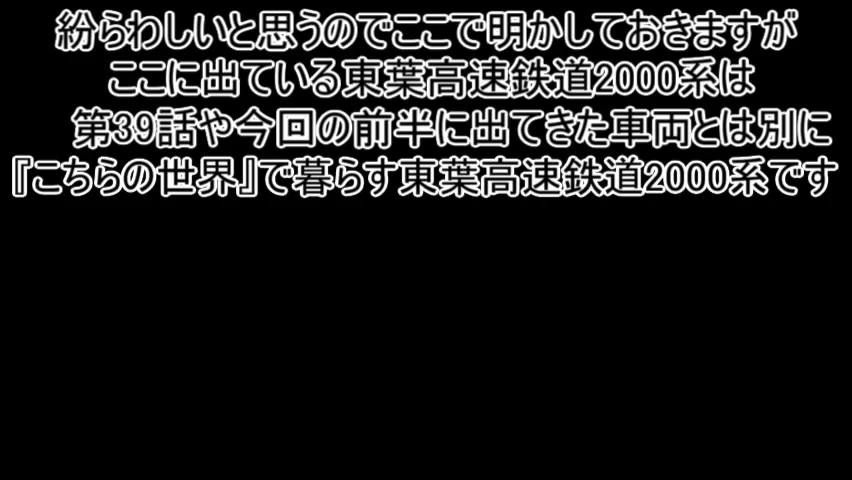 紛らわしいと思うのでここで明かしておきますが
ここに出ている東葉高速鉄道2000系は
第39話や今回の前半に出てきた車両とは別に
『こちらの世界』で暮らす東葉高速鉄道2000系です